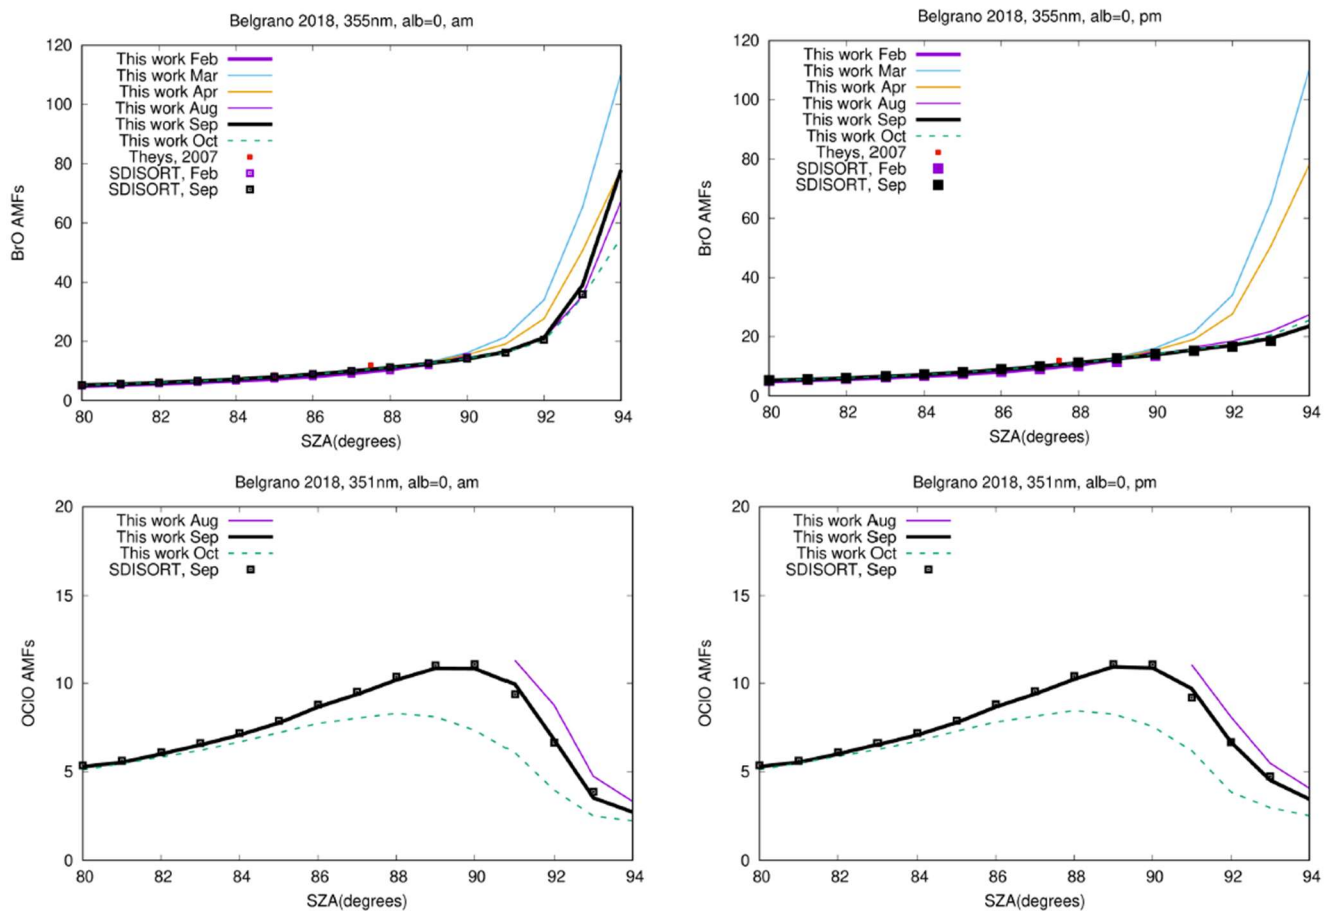 Belgrano 2018, 355nm, alb=0, am
120
100
80
60
40
20
0
BrO AMFs
This work Feb
This work Mar
This work Apr
This work Aug
This work Sep
This work Oct
Theys, 2007
SDISORT, Feb
SDISORT, Sep
80 82 84 86 88 90 92 94
SZA(degrees)
Belgrano 2018, 355nm, alb=0, pm
120
100
80
60
40
20
0
BrO AMFs
This work Feb
This work Mar
This work Apr
This work Aug
This work Sep
This work Oct
Theys, 2007
SDISORT, Feb
SDISORT, Sep
80 82 84 86 88 90 92 94
SZA(degrees)
Belgrano 2018, 351nm, alb=0, am
20
15
10
5
0
OClO AMFs
This work Aug
This work Sep
This work Oct
SDISORT, Sep
80 82 84 86 88 90 92 94
SZA(degrees)
Belgrano 2018, 351nm, alb=0, pm
20
15
10
5
0
OClO AMFs
This work Aug
This work Sep
This work Oct
SDISORT, Sep
80 82 84 86 88 90 92 94
SZA(degrees)